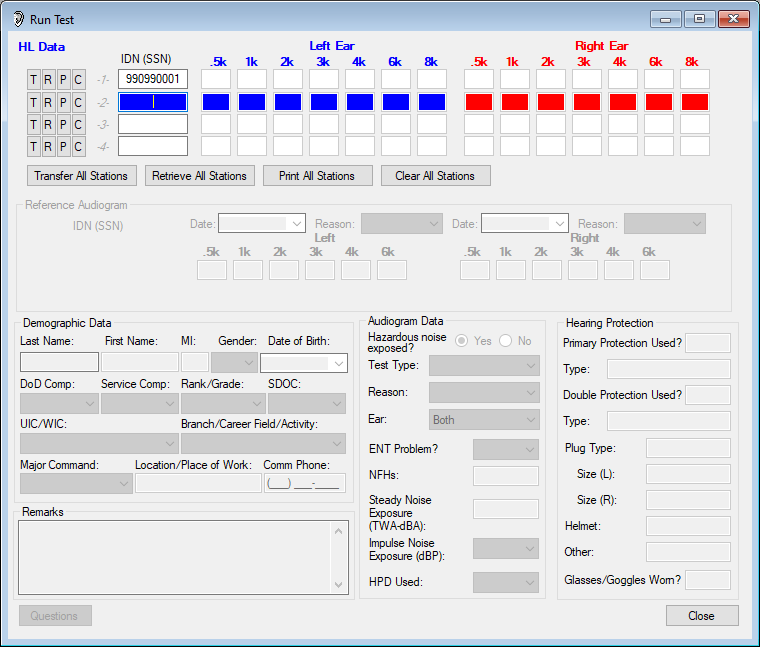 Run Test
HL Data
Left Ear
Right Ear
IDN (SSN)
.5k 1k 2k 3k 4k 6k 8k .5k 1k 2k 3k 4k 6k 8k
T R P C -1- 990990001
T R P C -2-
T R P C -3-
T R P C -4-
Transfer All Stations Retrieve All Stations Print All Stations Clear All Stations
Reference Audiogram
IDN (SSN) Date: Reason: Date: Reason:
Left Right
.5k 1k 2k 3k 4k 6k .5k 1k 2k 3k 4k 6k
Demographic Data
Last Name: First Name: MI: Gender: Date of Birth:
DoD Comp: Service Comp: Rank/Grade: SDOC:
UIC/WIC: Branch/Career Field/Activity:
Major Command: Location/Place of Work: Comm Phone:
(___) ___-____
Remarks
Questions
Audiogram Data
Hazardous noise
exposed? Yes No
Test Type:
Reason:
Ear: Both
ENT Problem?
NFHs:
Steady Noise
Exposure
(TWA-dBA):
Impulse Noise
Exposure (dBP):
HPD Used:
Hearing Protection
Primary Protection Used?
Type:
Double Protection Used?
Type:
Plug Type:
Size (L):
Size (R):
Helmet:
Other:
Glasses/Goggles Worn?
Close